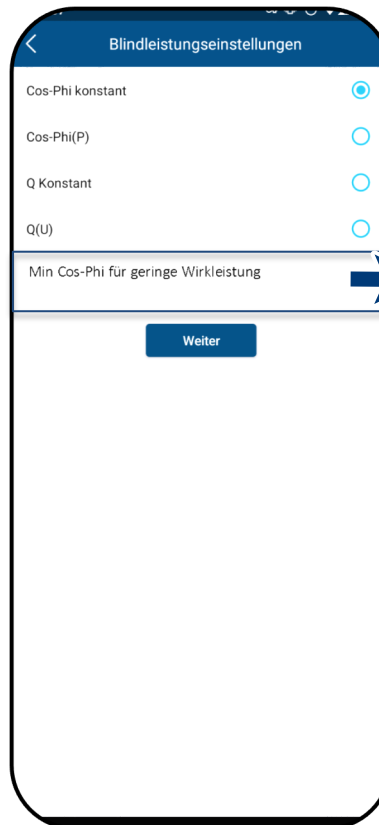 Blindleistungseinstellungen
Cos-Phi konstant
Cos-Phi(P)
Q Konstant
Q(U)
Min Cos-Phi für geringe Wirkleistung
Weiter